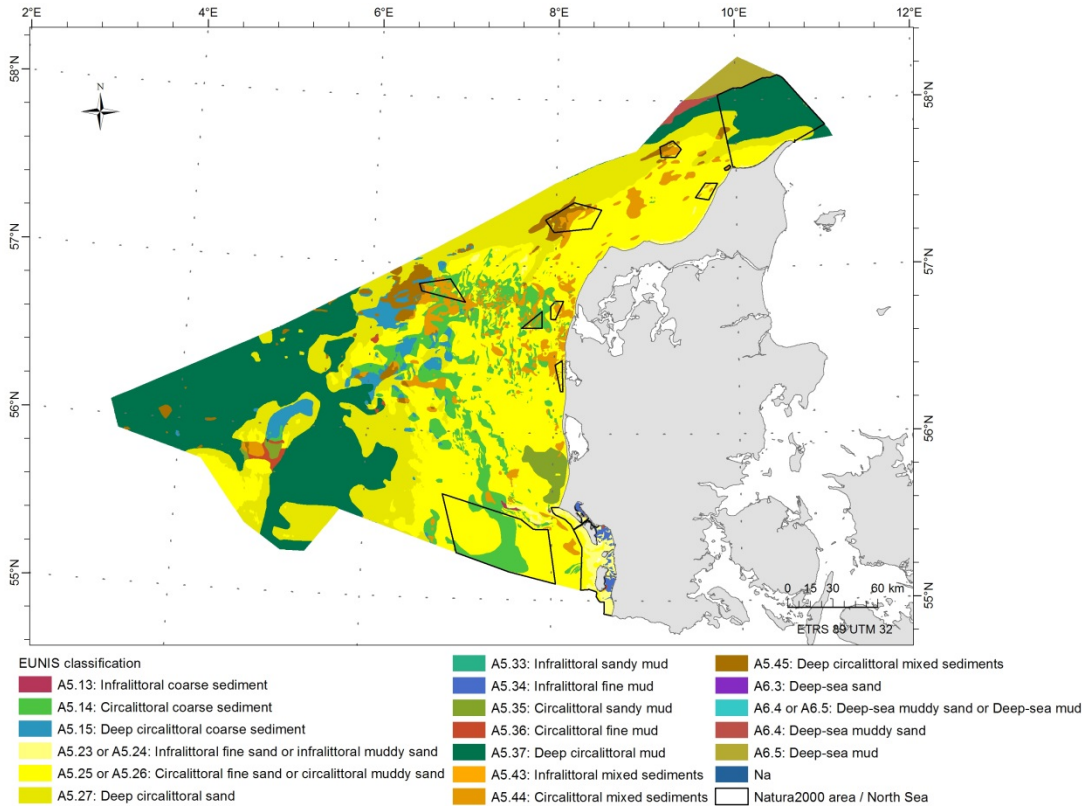 2°E 4°E 6°E 8°E 10°E 12°E
58°N 58°N
N
57°N 57°N
56°N 56°N
55°N 55°N
0 15 30 60 km
ETRS 89 UTM 32
EUNIS classification
A5.13: Infralittoral coarse sediment
A5.14: Circalittoral coarse sediment
A5.15: Deep circalittoral coarse sediment
A5.23 or A5.24: Infralittoral fine sand or infralittoral muddy sand
A5.25 or A5.26: Circalittoral fine sand or circalittoral muddy sand
A5.27: Deep circalittoral sand
A5.33: Infralittoral sandy mud
A5.34: Infralittoral fine mud
A5.35: Circalittoral sandy mud
A5.36: Circalittoral fine mud
A5.37: Deep circalittoral mud
A5.43: Infralittoral mixed sediments
A5.44: Circalittoral mixed sediments
A5.45: Deep circalittoral mixed sediments
A6.3: Deep-sea sand
A6.4 or A6.5: Deep-sea muddy sand or Deep-sea mud
A6.4: Deep-sea muddy sand
A6.5: Deep-sea mud
Na
Natura2000 area / North Sea